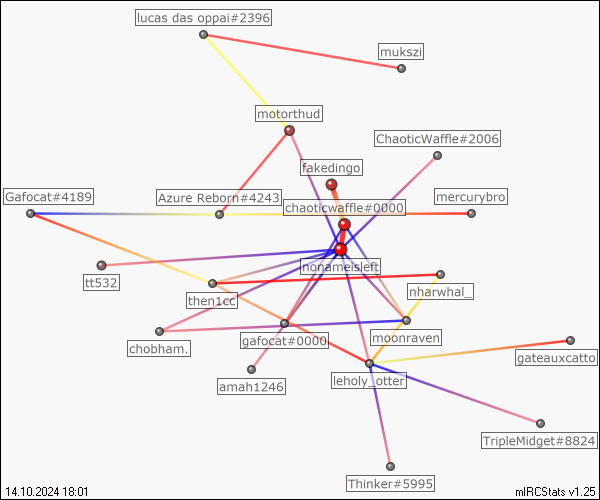 lucas das oppai#2396
mukszi
motorthud
ChaoticWaffle#2006
fakedingo
Gafocat#4189
Azure Reborn#4243
mercurybro
chaoticwaffle#0000
nonameisleft
tt532
then1cc
nharwhal_
chobham.
gafocat#0000
moonraven
gateauxcatto
amah1246
leholy_otter
TripleMidget#8824
Thinker#5995
14.10.2024 18:01
mIRCStats v1.25